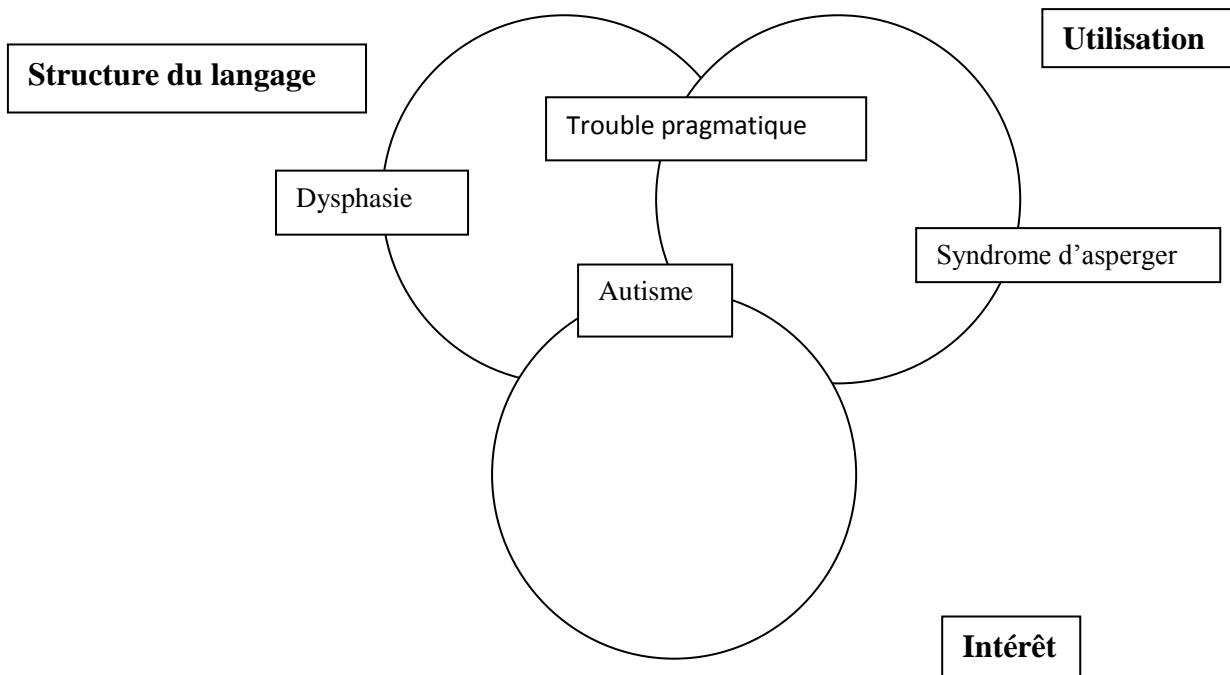 Utilisation
Structure du langage
Trouble pragmatique
Dysphasie
Syndrome d’asperger
Autisme
Intérêt